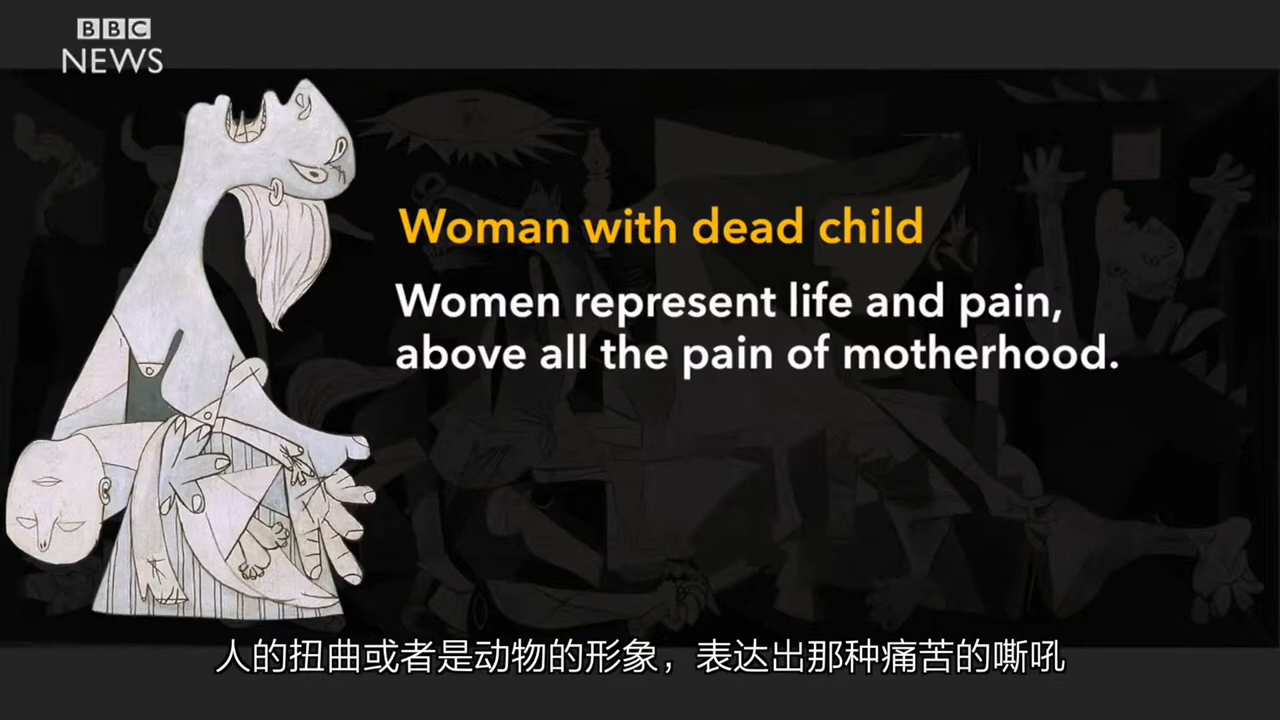 BBC
NEWS
Woman with dead child
Women represent life and pain,
above all the pain of motherhood.
人的扭曲或者是动物的形象，表达出那种痛苦的嘶吼